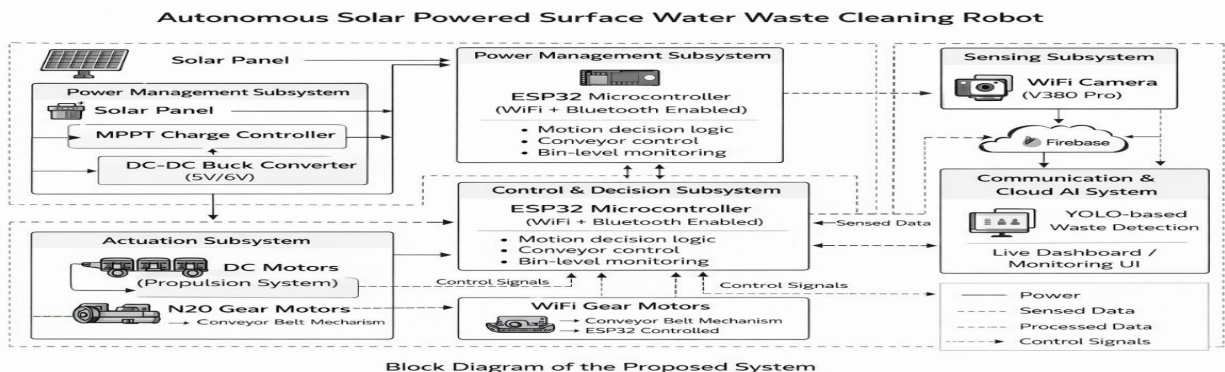 Autonomous Solar Powered Surface Water Waste Cleaning Robot
Solar Panel
Power Management Subsystem
Solar Panel
MPPT Charge Controller
DC-DC Buck Converter
(5V/6V)
Power Management Subsystem
ESP32 Microcontroller
(WiFi + Bluetooth Enabled)
• Motion decision logic
• Conveyor control
• Bin-level monitoring
Sensing Subsystem
WiFi Camera
(V380 Pro)
Firebase
Control & Decision Subsystem
ESP32 Microcontroller
(WiFi + Bluetooth Enabled)
• Motion decision logic
• Conveyor control
• Bin-level monitoring
Sensed Data
Communication &
Cloud AI System
YOLO-based
Waste Detection
Live Dashboard /
Monitoring UI
Actuation Subsystem
DC Motors
(Propulsion System)
N20 Gear Motors
Conveyor Belt Mechanism
Control Signals
Control Signals
WiFi Gear Motors
Conveyor Belt Mechanism
ESP32 Controlled
Power
Sensed Data
Processed Data
Control Signals
Block Diagram of the Proposed System